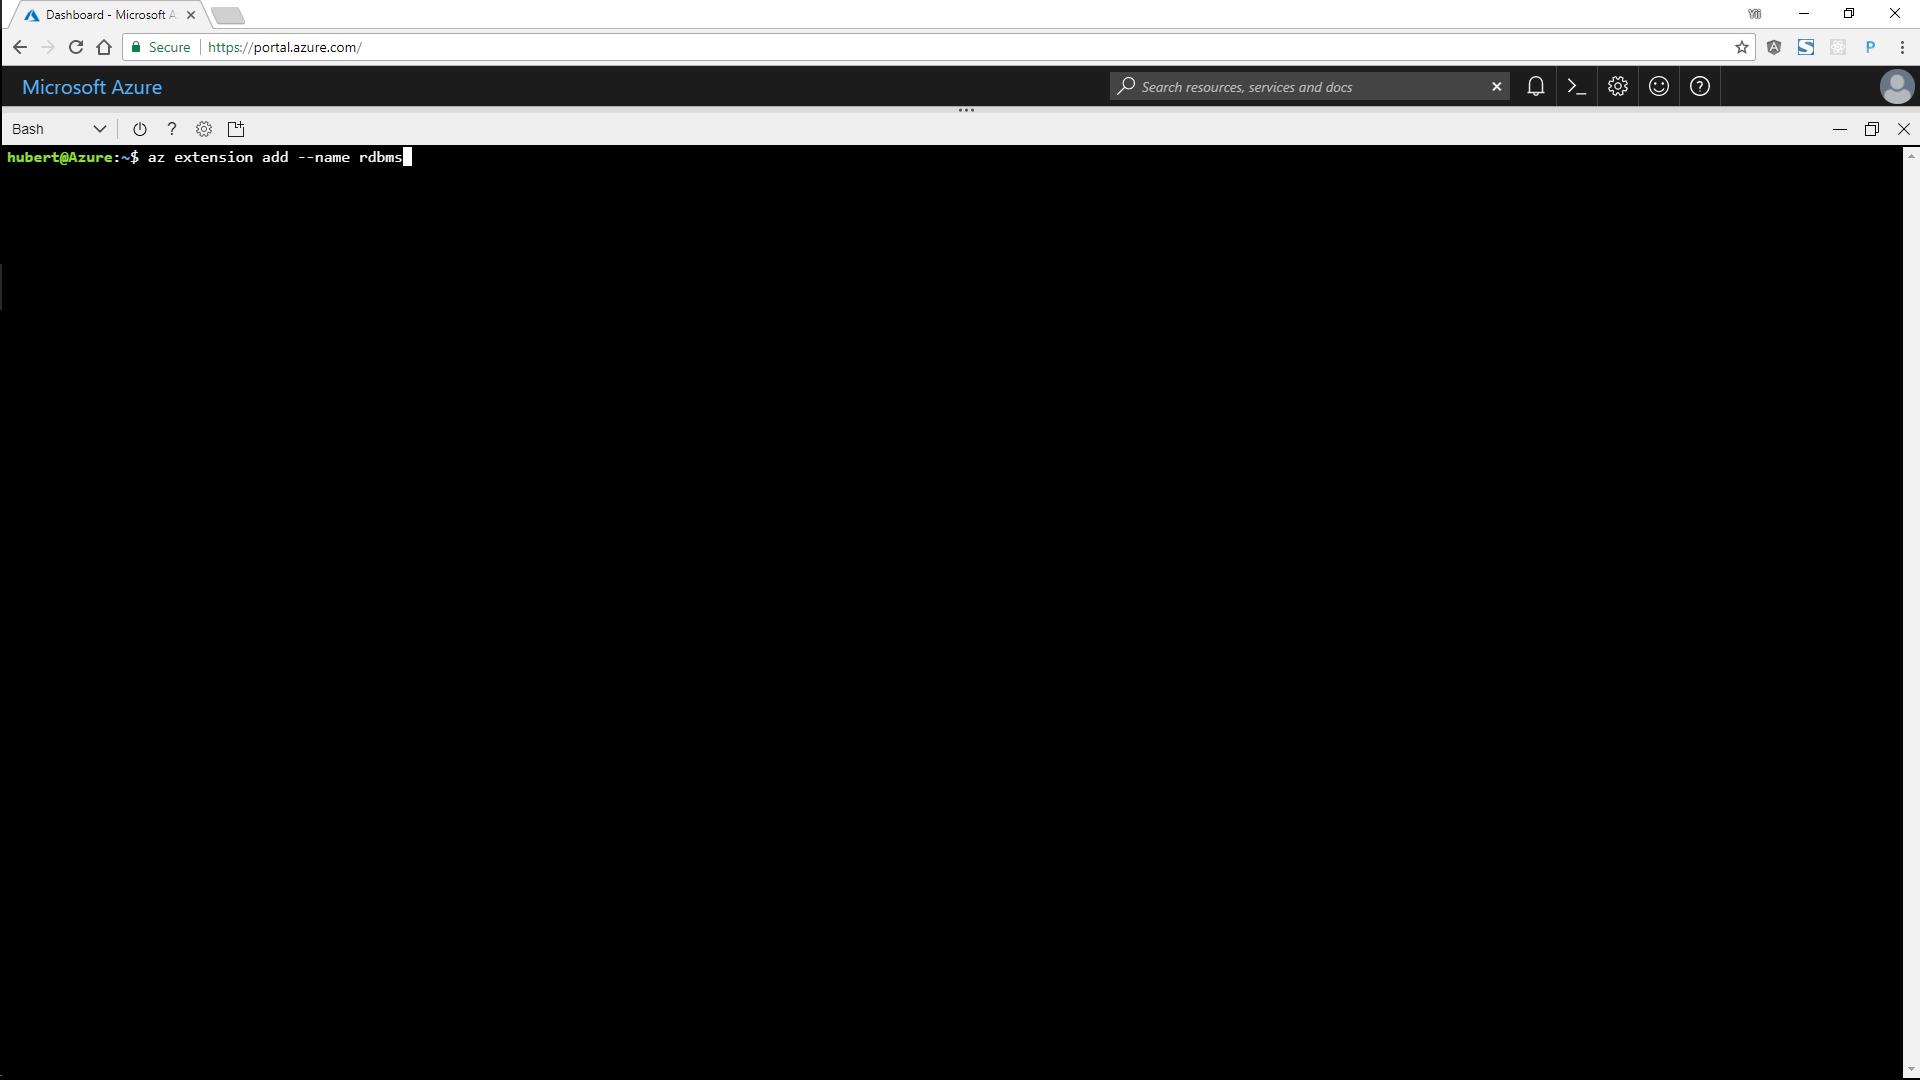 Dashboard - Microsoft A
Secure https://portal.azure.com/
Microsoft Azure
Search resources, services and docs
Bash
hubert@Azure:~$ az extension add --name rdbms